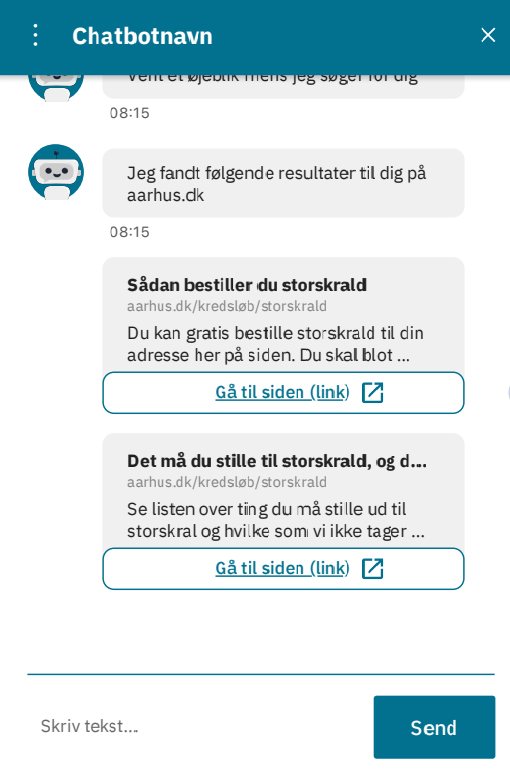 Chatbotnavn
Vent et øjeblik mens jeg søger for dig
08:15
Jeg fandt følgende resultater til dig på
aarhus.dk
08:15
Sådan bestiller du storskrald
aarhus.dk/kredsløb/storskrald
Du kan gratis bestille storskrald til din
adresse her på siden. Du skal blot ...
Gå til siden (link)
Det må du stille til storskrald, og d...
aarhus.dk/kredsløb/storskrald
Se listen over ting du må stille ud til
storskral og hvilke som vi ikke tager ...
Gå til siden (link)
Skriv tekst...
Send